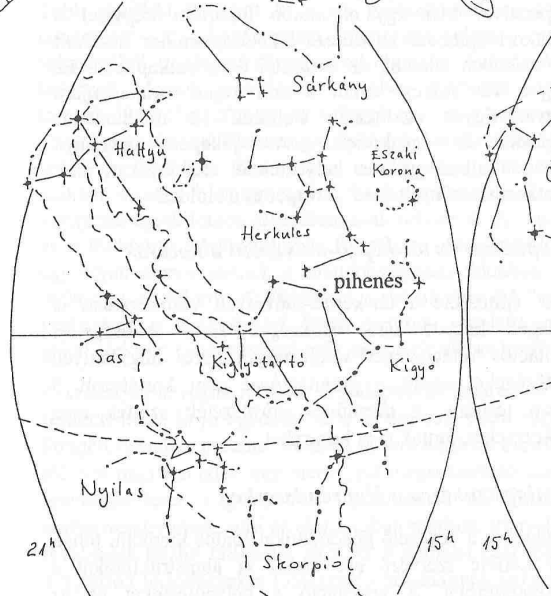 Sárkány
Hattyú
Északi
Korona
Herkules
pihenés
Sas
Kígyótartó
Kígyó
Nyilas
21h
15h
15h
Skorpió